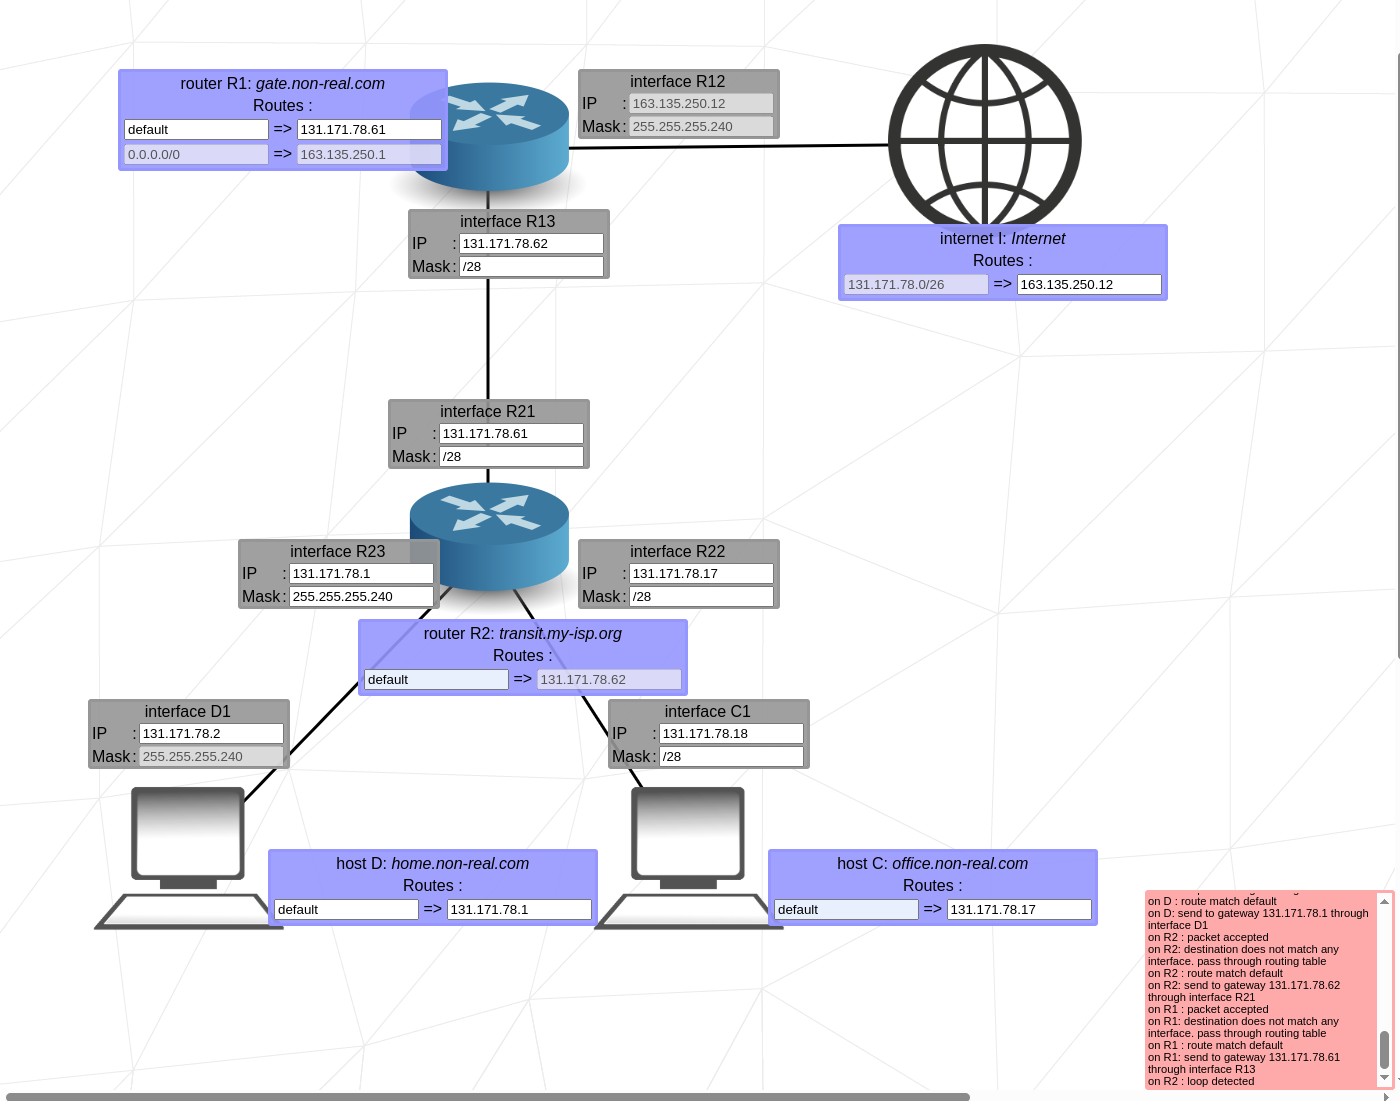 router R1: gate.non-real.com
Routes :
default => 131.171.78.61
0.0.0.0/0 => 163.135.250.1
interface R12
IP : 163.135.250.12
Mask : 255.255.255.240
interface R13
IP : 131.171.78.62
Mask : /28
internet I: Internet
Routes :
131.171.78.0/26 => 163.135.250.12
interface R21
IP : 131.171.78.61
Mask : /28
interface R23
IP : 131.171.78.1
Mask : 255.255.255.240
interface R22
IP : 131.171.78.17
Mask : /28
router R2: transit.my-isp.org
Routes :
default => 131.171.78.62
interface D1
IP : 131.171.78.2
Mask : 255.255.255.240
interface C1
IP : 131.171.78.18
Mask : /28
host D: home.non-real.com
Routes :
default => 131.171.78.1
host C: office.non-real.com
Routes :
default => 131.171.78.17
on D : route match default
on D: send to gateway 131.171.78.1 through
interface D1
on R2 : packet accepted
on R2: destination does not match any
interface. pass through routing table
on R2 : route match default
on R2: send to gateway 131.171.78.62
through interface R21
on R1 : packet accepted
on R1: destination does not match any
interface. pass through routing table
on R1 : route match default
on R1: send to gateway 131.171.78.61
through interface R13
on R2 : loop detected